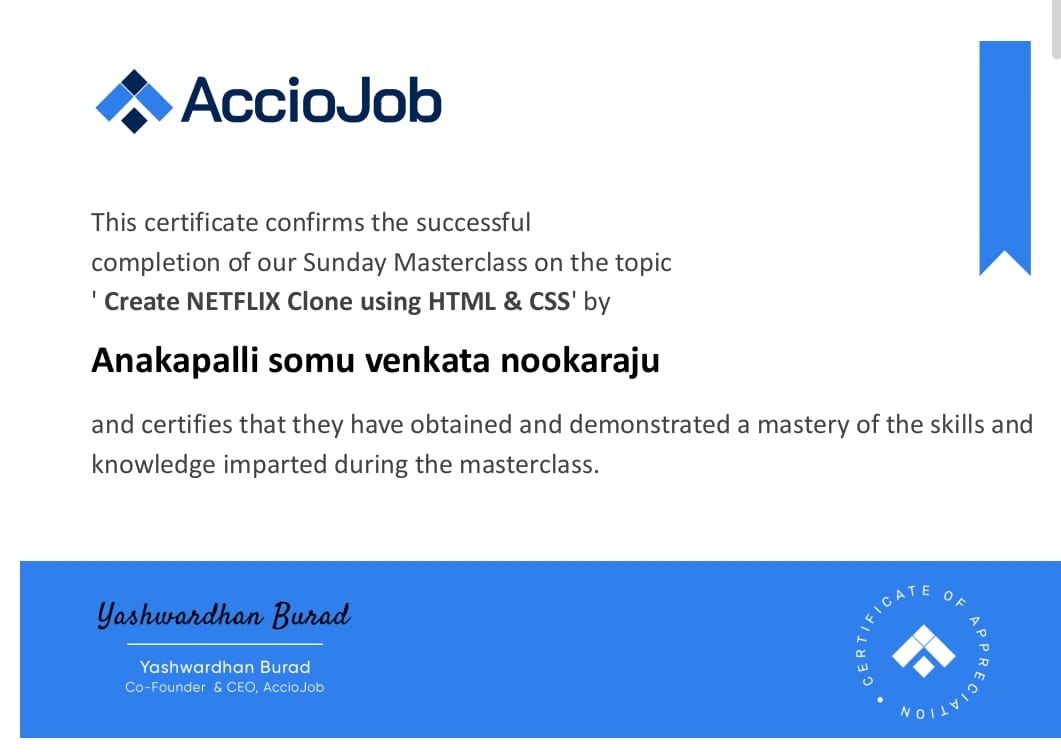 AccioJob
This certificate confirms the successful
completion of our Sunday Masterclass on the topic
' Create NETFLIX Clone using HTML & CSS' by
Anakapalli somu venkata nookaraju
and certifies that they have obtained and demonstrated a mastery of the skills and
knowledge imparted during the masterclass.
Yashwardhan Burad
Yashwardhan Burad
Co-Founder & CEO, AccioJob
CERTIFICATE OF APPRECIATION •